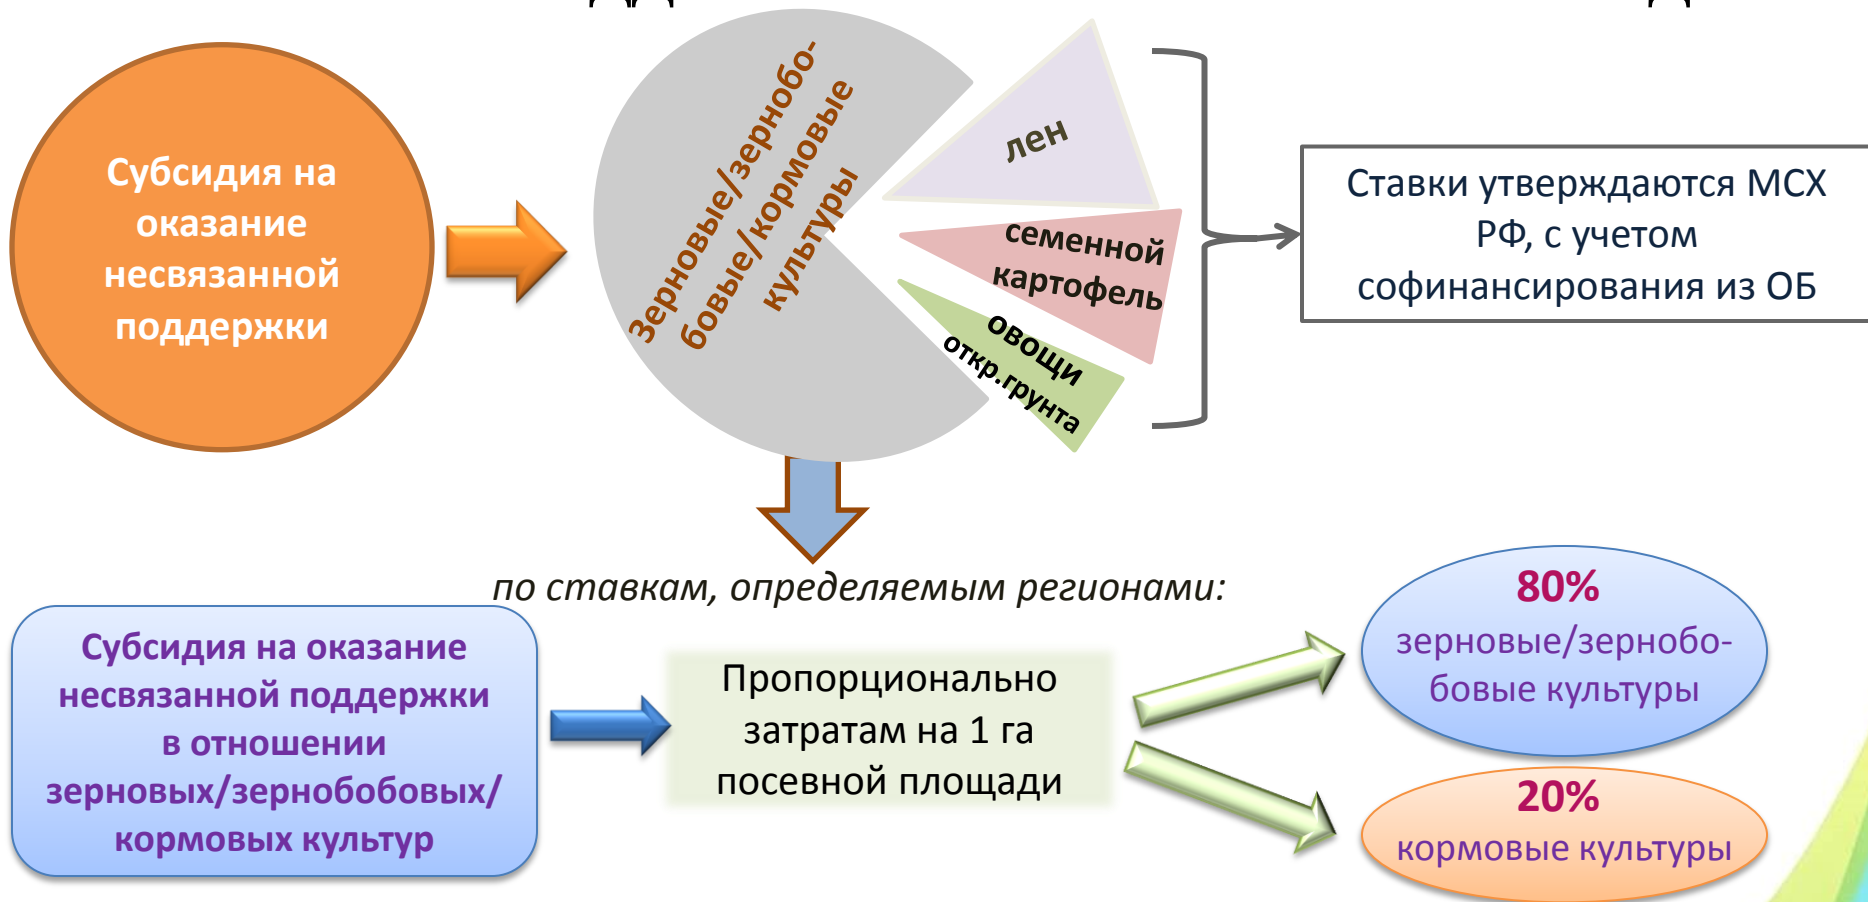 Субсидия на
оказание
несвязанной
поддержки
Зерновые/зернобо-
бовые/кормовые
культуры
лен
семенной
картофель
овощи
откр.грунта
Ставки утверждаются МСХ
РФ, с учетом
софинансирования из ОБ
по ставкам, определяемым регионами:
Субсидия на оказание
несвязанной поддержки
в отношении
зерновых/зернобобовых/
кормовых культур
Пропорционально
затратам на 1 га
посевной площади
80%
зерновые/зернобо-
бовые культуры
20%
кормовые культуры